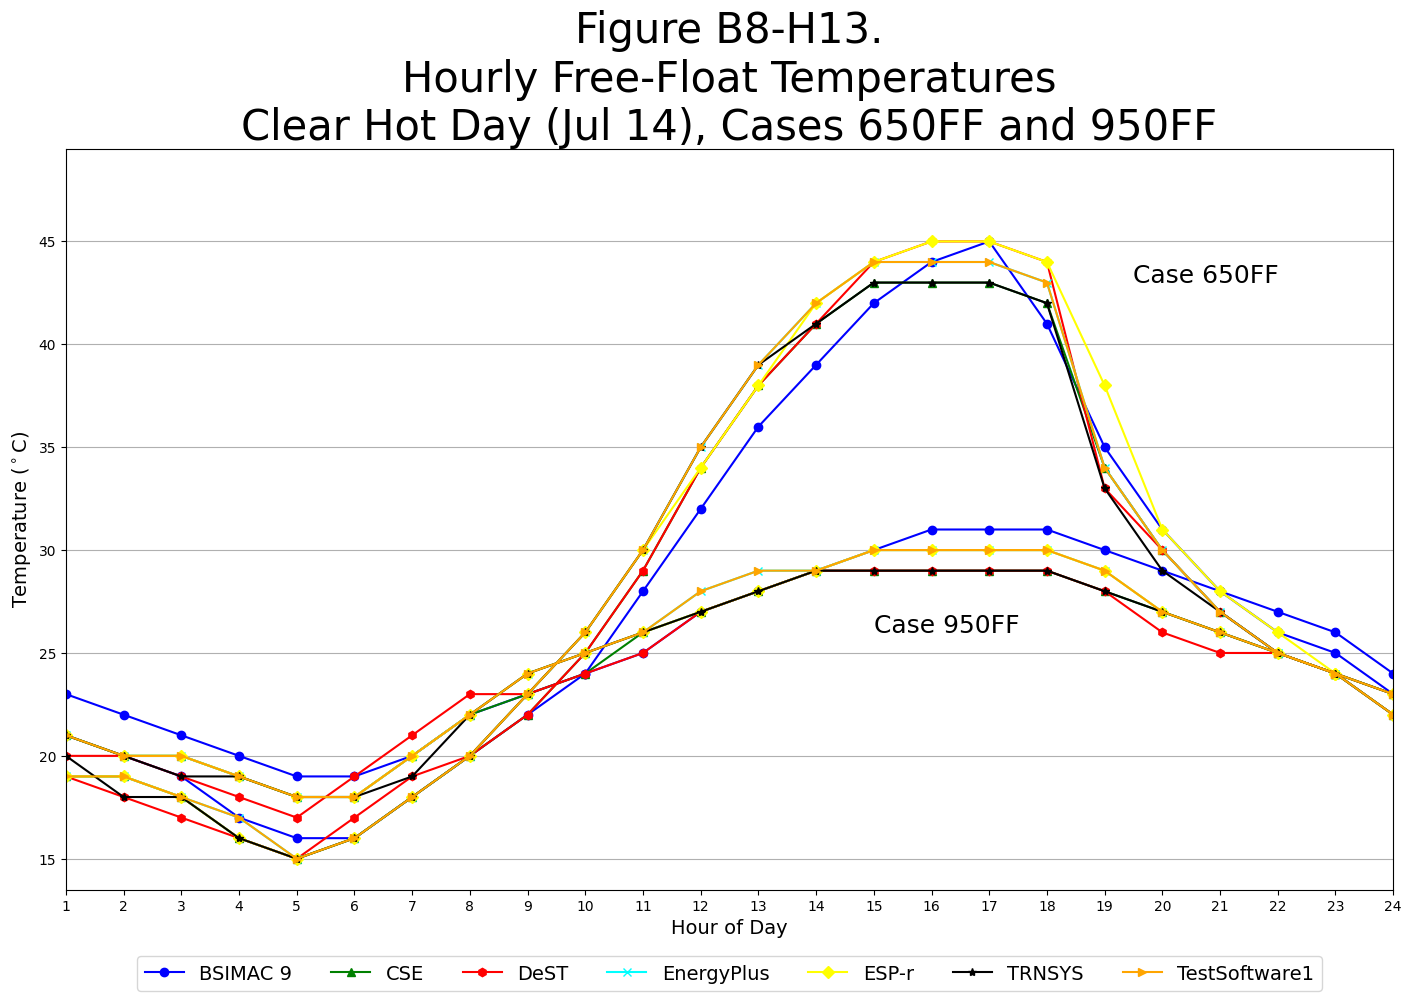 Figure B8-H13.
Hourly Free-Float Temperatures
Clear Hot Day (Jul 14), Cases 650FF and 950FF
45
Case 650FF
40
35
Temperature (°C)
30
Case 950FF
25
20
15
1 2 3 4 5 6 7 8 9 10 11 12 13 14 15 16 17 18 19 20 21 22 23 24
Hour of Day
BSIMAC 9 CSE DeST EnergyPlus ESP-r TRNSYS TestSoftware1